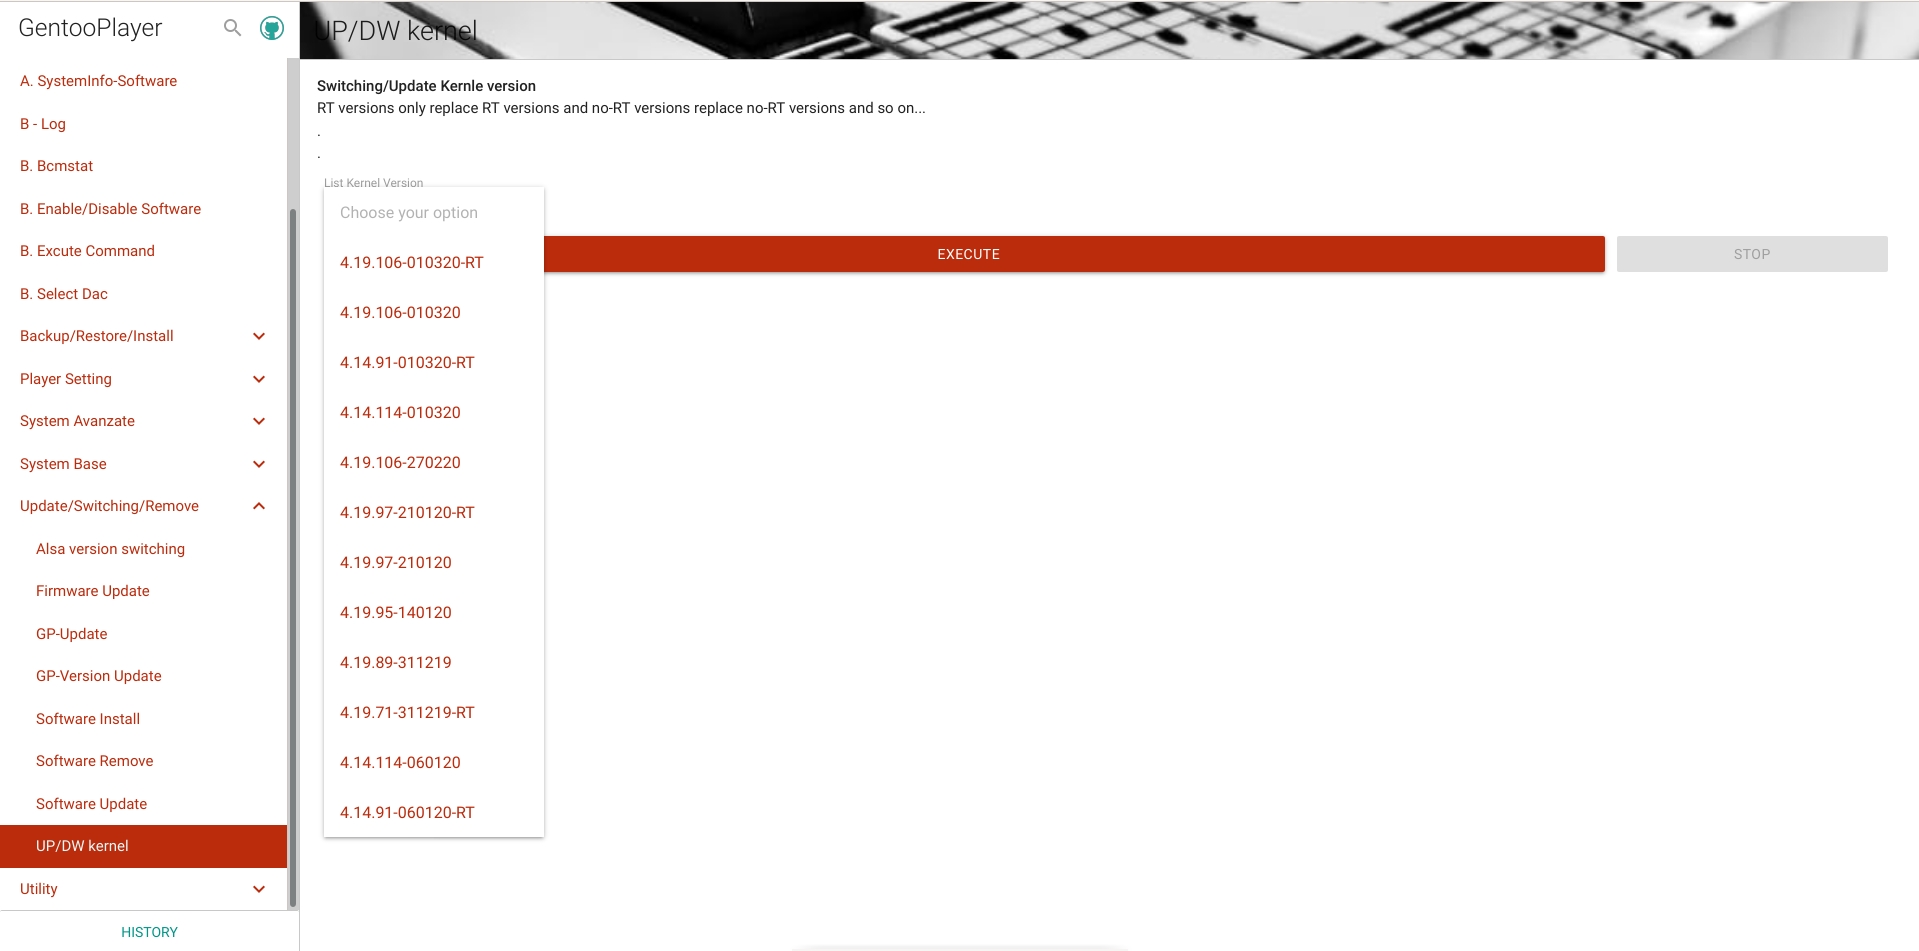 GentooPlayer
A. SystemInfo-Software
B - Log
B. Bcmstat
B. Enable/Disable Software
B. Excute Command
B. Select Dac
Backup/Restore/Install
Player Setting
System Avanzate
System Base
Update/Switching/Remove
Alsa version switching
Firmware Update
GP-Update
GP-Version Update
Software Install
Software Remove
Software Update
UP/DW kernel
Utility
HISTORY
UP/DW kernel
Switching/Update Kernle version
RT versions only replace RT versions and no-RT versions replace no-RT versions and so on...
.
.
List Kernel Version
Choose your option
4.19.106-010320-RT
4.19.106-010320
4.14.91-010320-RT
4.14.114-010320
4.19.106-270220
4.19.97-210120-RT
4.19.97-210120
4.19.95-140120
4.19.89-311219
4.19.71-311219-RT
4.14.114-060120
4.14.91-060120-RT
EXECUTE
STOP